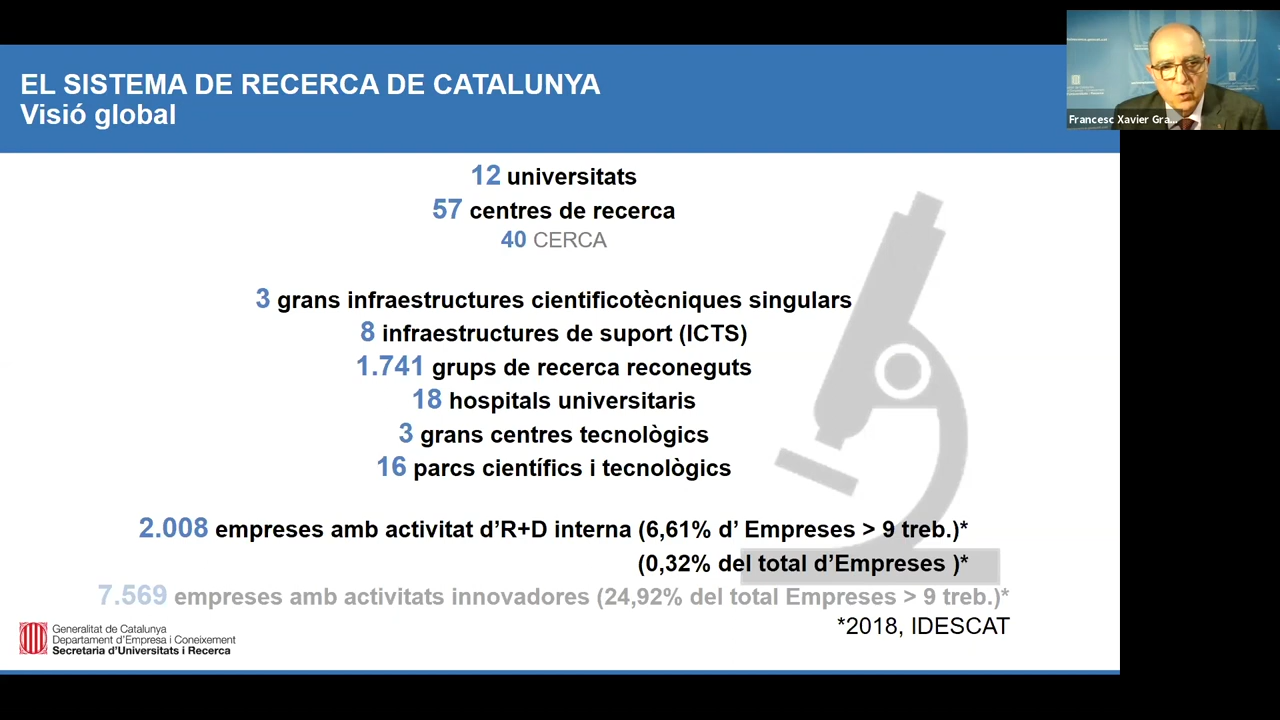 EL SISTEMA DE RECERCA DE CATALUNYA
Visió global
Francesc Xavier Gra...
12 universitats
57 centres de recerca
40 CERCA
3 grans infraestructures cientificotècniques singulars
8 infraestructures de suport (ICTS)
1.741 grups de recerca reconeguts
18 hospitals universitaris
3 grans centres tecnològics
16 parcs científics i tecnològics
2.008 empreses amb activitat d'R+D interna (6,61% d' Empreses > 9 treb.)*
(0,32% del total d'Empreses )*
7.569 empreses amb activitats innovadores (24,92% del total Empreses > 9 treb.)*
*2018, IDESCAT
Generalitat de Catalunya
Departament d'Empresa i Coneixement
Secretaria d'Universitats i Recerca